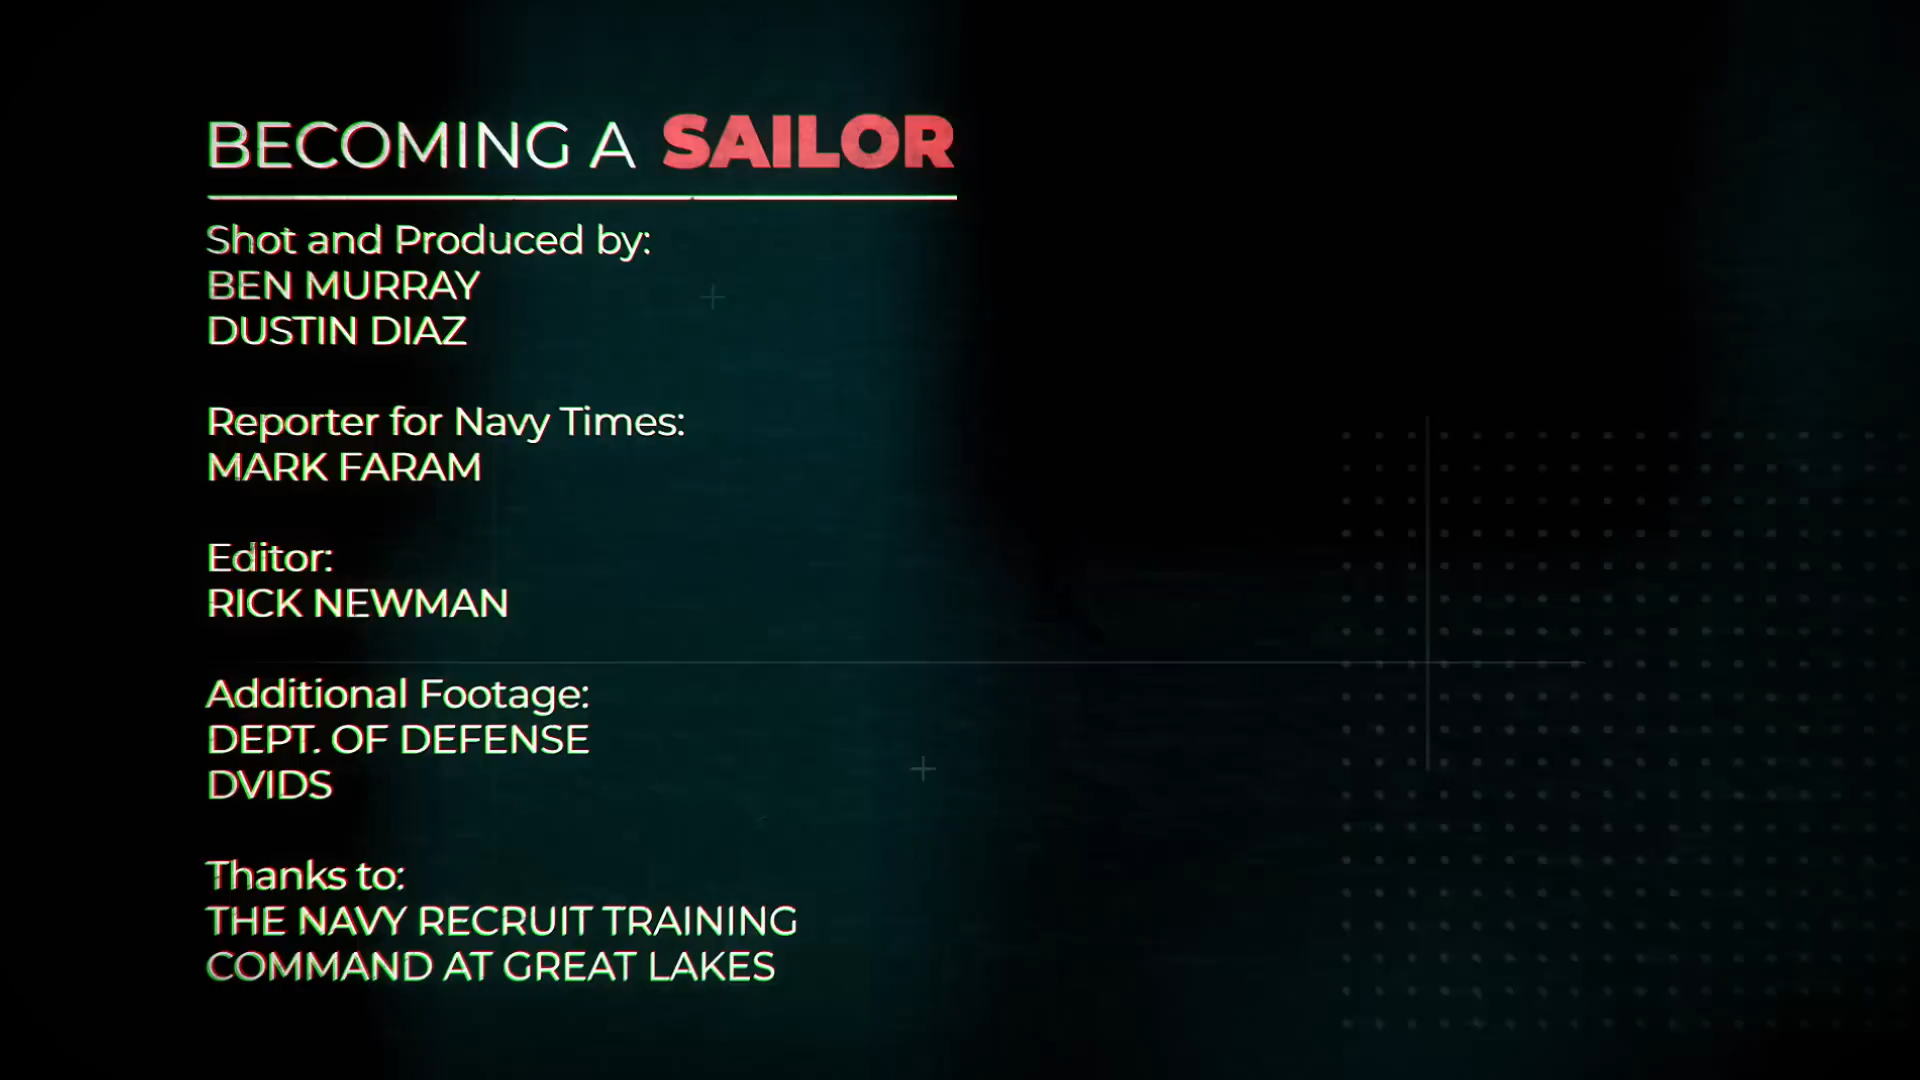 BECOMING A SAILOR
Shot and Produced by:
BEN MURRAY
DUSTIN DIAZ
Reporter for Navy Times:
MARK FARAM
Editor:
RICK NEWMAN
Additional Footage:
DEPT. OF DEFENSE
DVIDS
Thanks to:
THE NAVY RECRUIT TRAINING
COMMAND AT GREAT LAKES